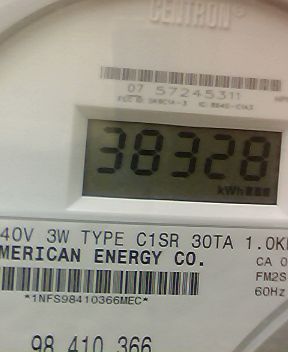 CENTRON®
07 57245311
38328
kWh
40V 3W TYPE C1SR 30TA 1.0K
MERICAN ENERGY CO.
CA 0
FM2S
*1NFS98410366MEC*
60Hz
98 410 366